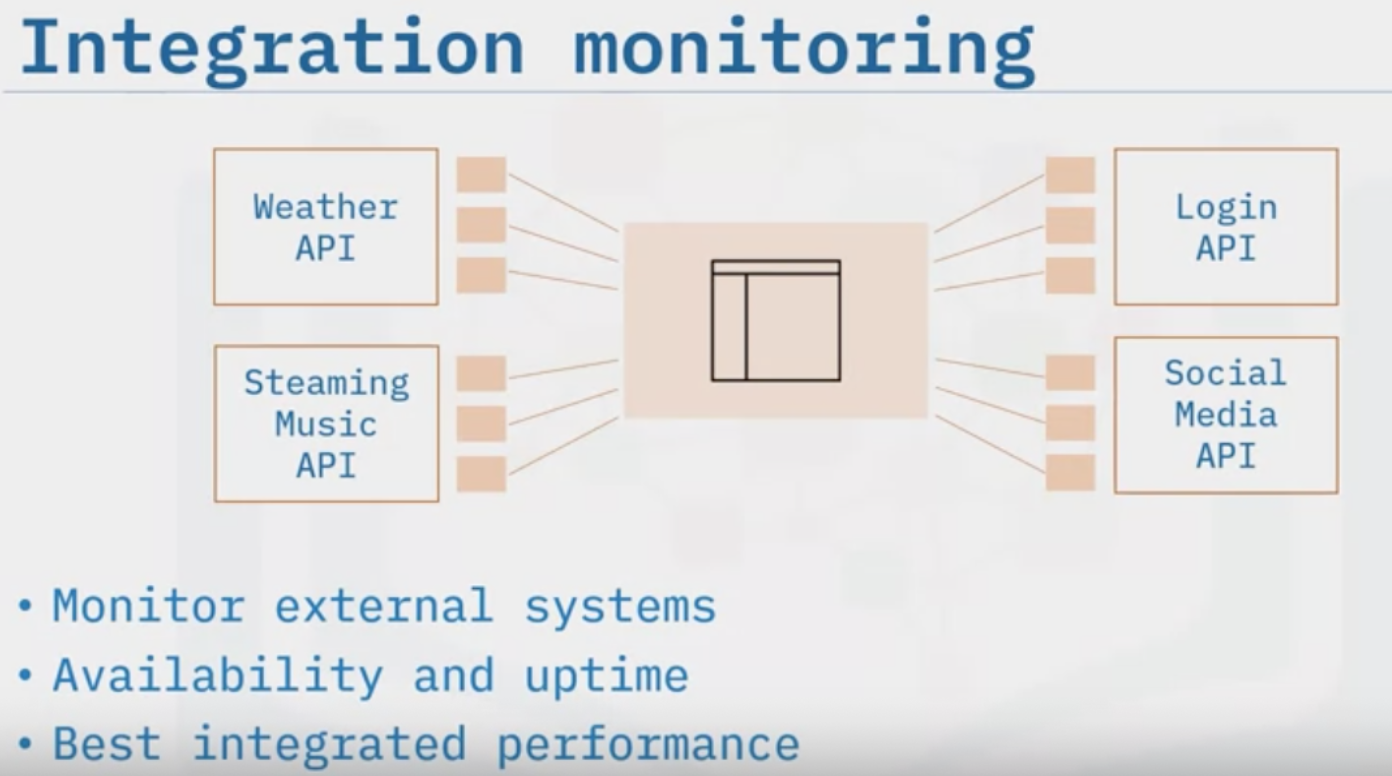 Integration monitoring
Weather
API
Login
API
Steaming
Music
API
Social
Media
API
• Monitor external systems
• Availability and uptime
• Best integrated performance